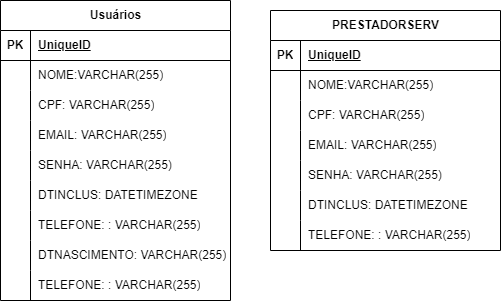 Usuários
PK UniqueID
NOME:VARCHAR(255)
CPF: VARCHAR(255)
EMAIL: VARCHAR(255)
SENHA: VARCHAR(255)
DTINCLUS: DATETIMEZONE
TELEFONE: : VARCHAR(255)
DTNASCIMENTO: VARCHAR(255)
TELEFONE: : VARCHAR(255)
PRESTADORSERV
PK UniqueID
NOME:VARCHAR(255)
CPF: VARCHAR(255)
EMAIL: VARCHAR(255)
SENHA: VARCHAR(255)
DTINCLUS: DATETIMEZONE
TELEFONE: : VARCHAR(255)